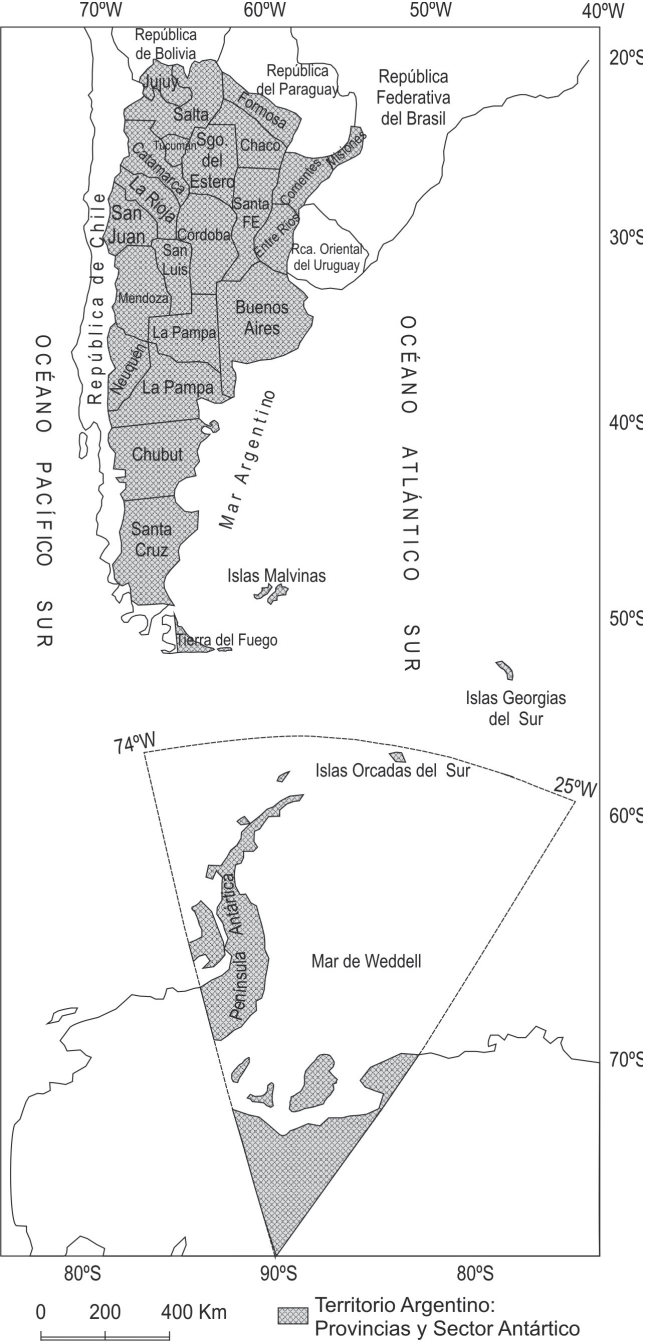 70ºW
60ºW
50ºW
40ºW
República
de Bolivia
20ºS
Jujuy
República
del Paraguay
República
Federativa
del Brasil
Formosa
Salta
Tucumán
Sgo.
del
Estero
Chaco
Misiones
Catamarca
Corrientes
La Rioja
Santa
FE
San
Juan
Córdoba
Entre Rios
30ºS
República de Chile
San
Luis
Rca. Oriental
del Uruguay
Mendoza
Buenos
Aires
La Pampa
Neuquén
La Pampa
OCÉANO PACÍFICO SUR
OCÉANO ATLÁNTICO SUR
Mar Argentino
40ºS
Chubut
Santa
Cruz
Islas Malvinas
50ºS
Tierra del Fuego
Islas Georgias
del Sur
74ºW
Islas Orcadas del Sur
25ºW
60ºS
Península Antártica
Mar de Weddell
70ºS
80ºS
90ºS
80ºS
0 200 400 Km
Territorio Argentino:
Provincias y Sector Antártico